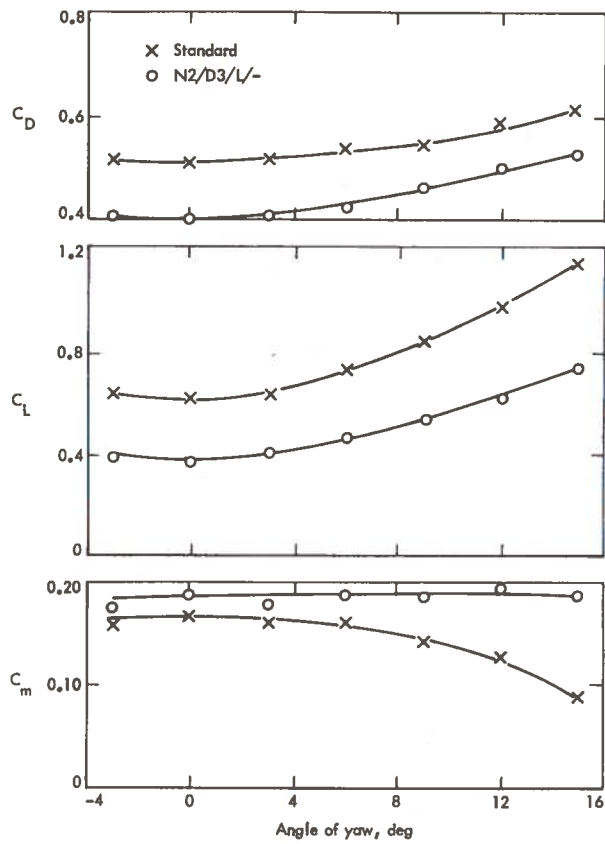 0.8
× Standard
o N2/D3/L/-
C_D
0.6
0.4
1.2
0.8
C_L
0.4
0
0.20
C_m
0.10
0
-4 0 4 8 12 16
Angle of yaw, deg